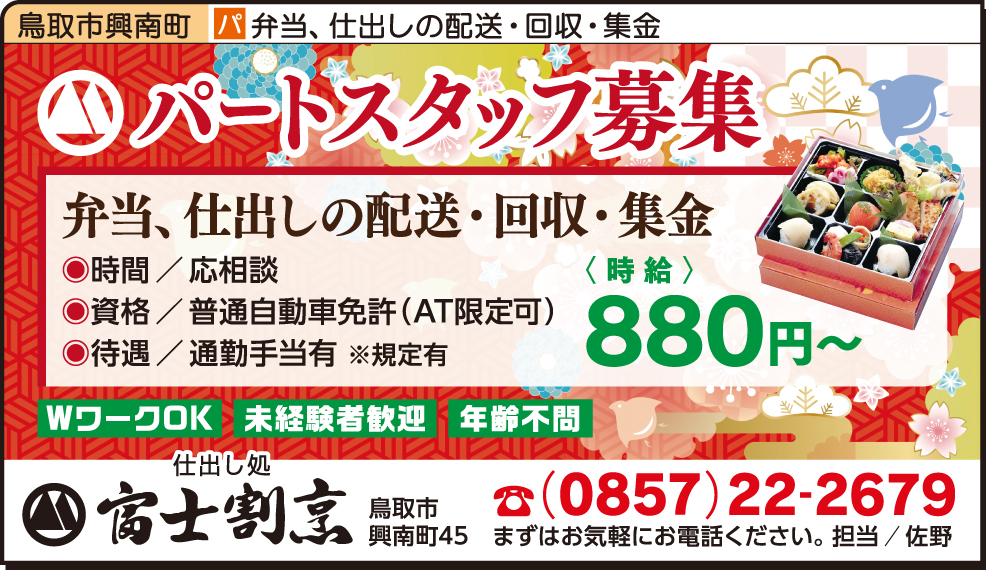 鳥取市興南町 パ 弁当、仕出しの配送・回収・集金
パートスタッフ募集
弁当、仕出しの配送・回収・集金
◉時間／応相談
◉資格／普通自動車免許（AT限定可）
◉待遇／通勤手当有 ※規定有
〈時給〉
880円〜
WワークOK 未経験者歓迎 年齢不問
仕出し処
富士割烹
鳥取市
興南町45
☎（0857）22-2679
まずはお気軽にお電話ください。担当／佐野